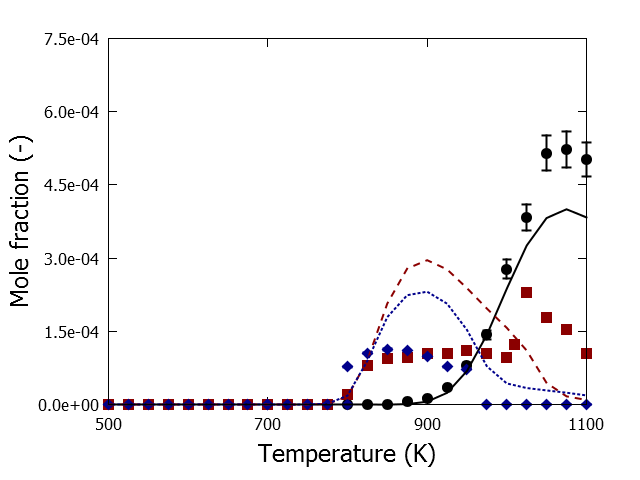 7.5e-04
6.0e-04
4.5e-04
3.0e-04
1.5e-04
0.0e+00
Mole fraction (-)
500 700 900 1100
Temperature (K)